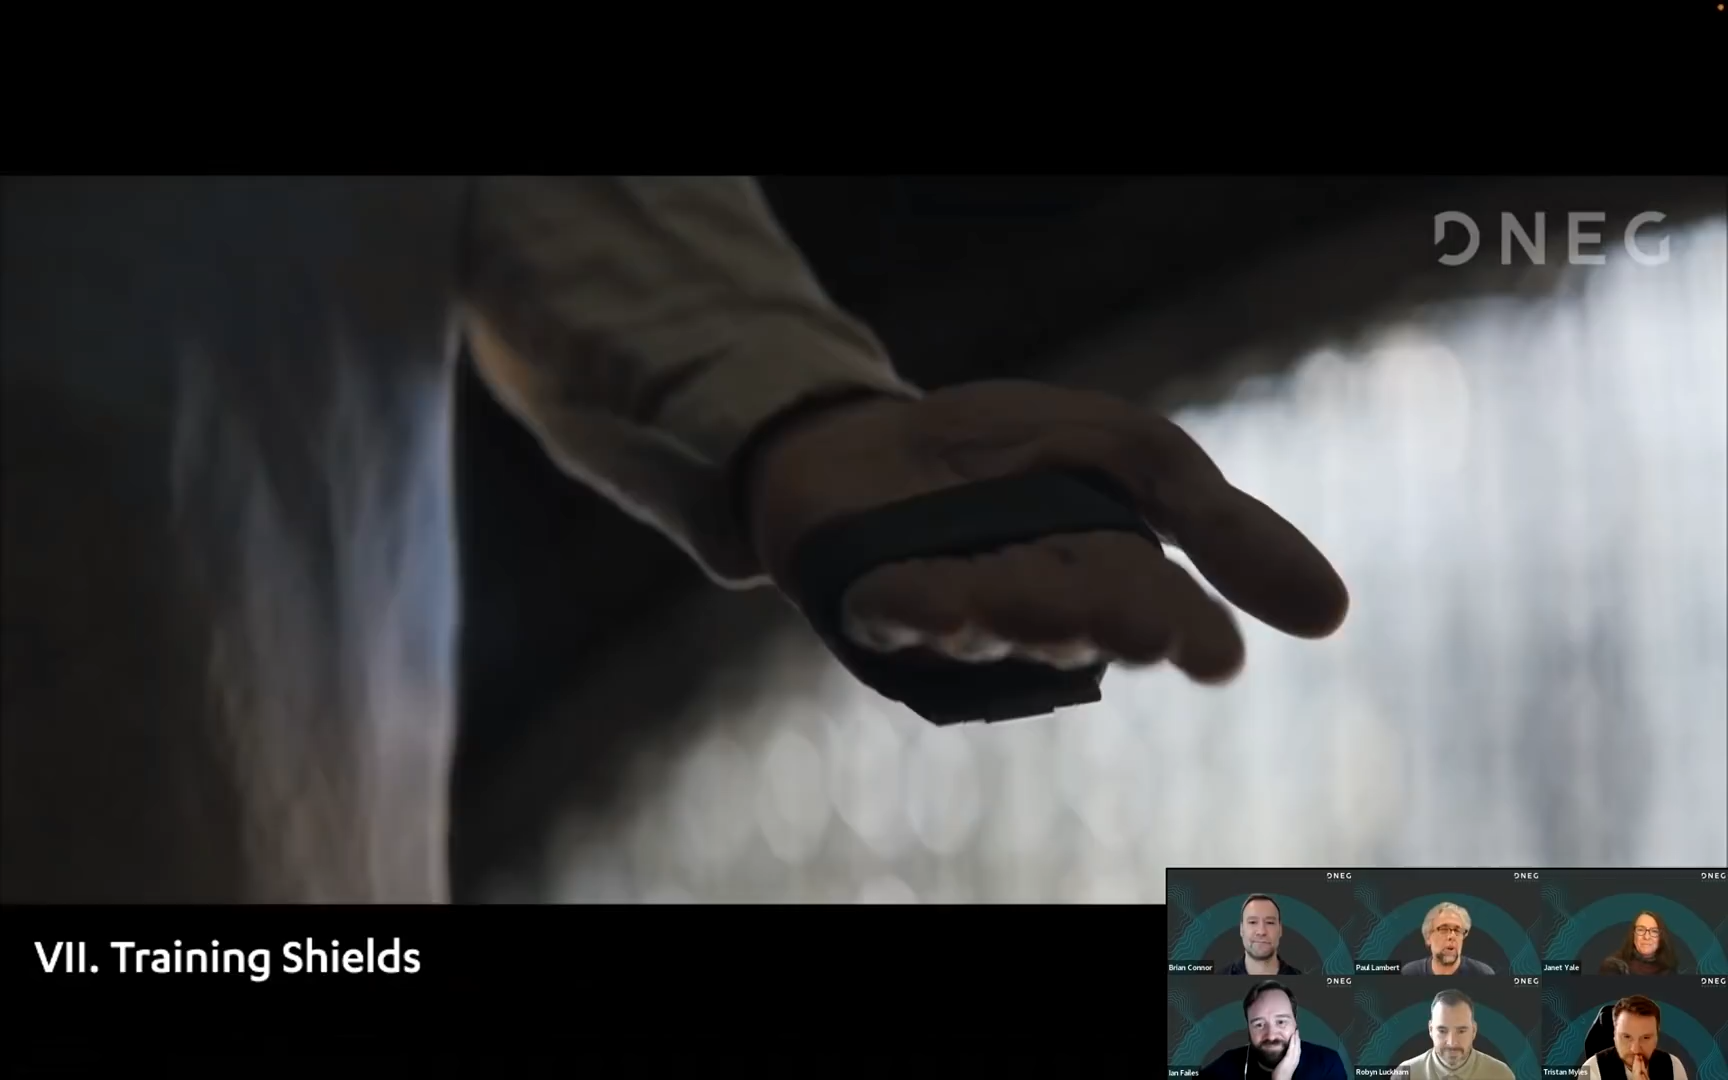 DNEG
VII. Training Shields
DNEG
DNEG
DNEG
Brian Connor
Paul Lambert
Janet Yale
DNEG
DNEG
DNEG
Ian Failes
Robyn Luckham
Tristan Myles